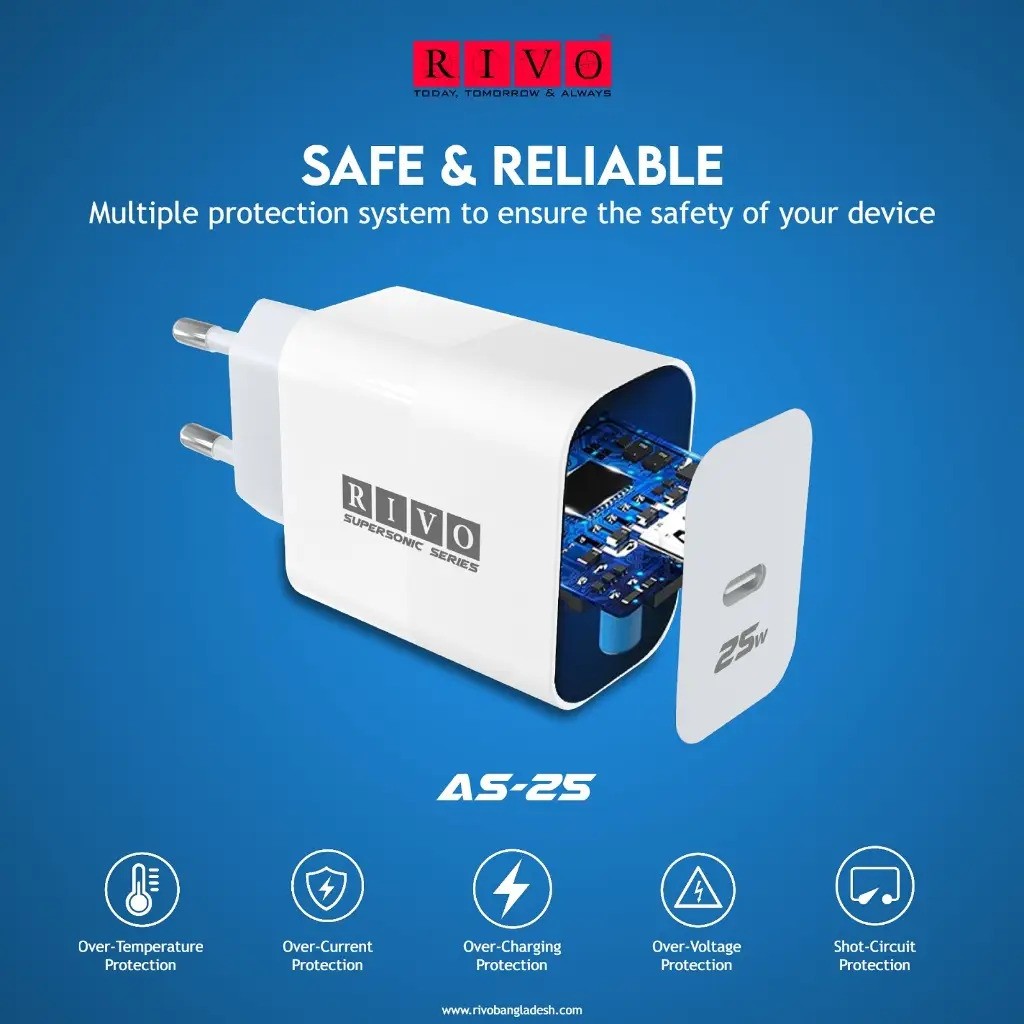 RIVO
TODAY, TOMORROW & ALWAYS
SAFE & RELIABLE
Multiple protection system to ensure the safety of your device
RIVO
SUPERSONIC SERIES
25W
AS-25
Over-Temperature
Protection
Over-Current
Protection
Over-Charging
Protection
Over-Voltage
Protection
Shot-Circuit
Protection
www.rivobangladesh.com